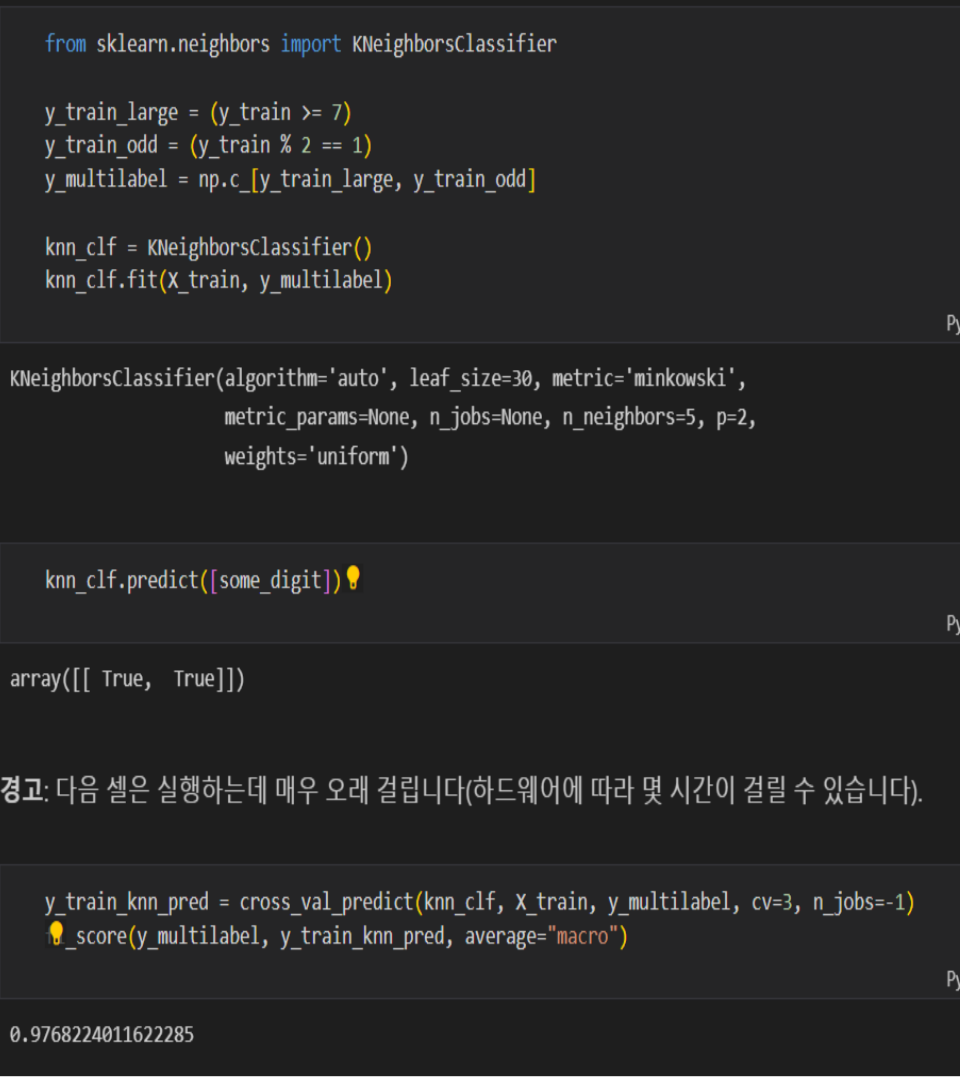 from sklearn.neighbors import KNeighborsClassifier
y_train_large = (y_train >= 7)
y_train_odd = (y_train % 2 == 1)
y_multilabel = np.c_[y_train_large, y_train_odd]
knn_clf = KNeighborsClassifier()
knn_clf.fit(X_train, y_multilabel)
Py
KNeighborsClassifier(algorithm='auto', leaf_size=30, metric='minkowski',
metric_params=None, n_jobs=None, n_neighbors=5, p=2,
weights='uniform')
knn_clf.predict([some_digit])
Py
array([[ True,  True]])
경고: 다음 셀은 실행하는데 매우 오래 걸립니다(하드웨어에 따라 몇 시간이 걸릴 수 있습니다).
y_train_knn_pred = cross_val_predict(knn_clf, X_train, y_multilabel, cv=3, n_jobs=-1)
_score(y_multilabel, y_train_knn_pred, average="macro")
Py
0.9768224011622285